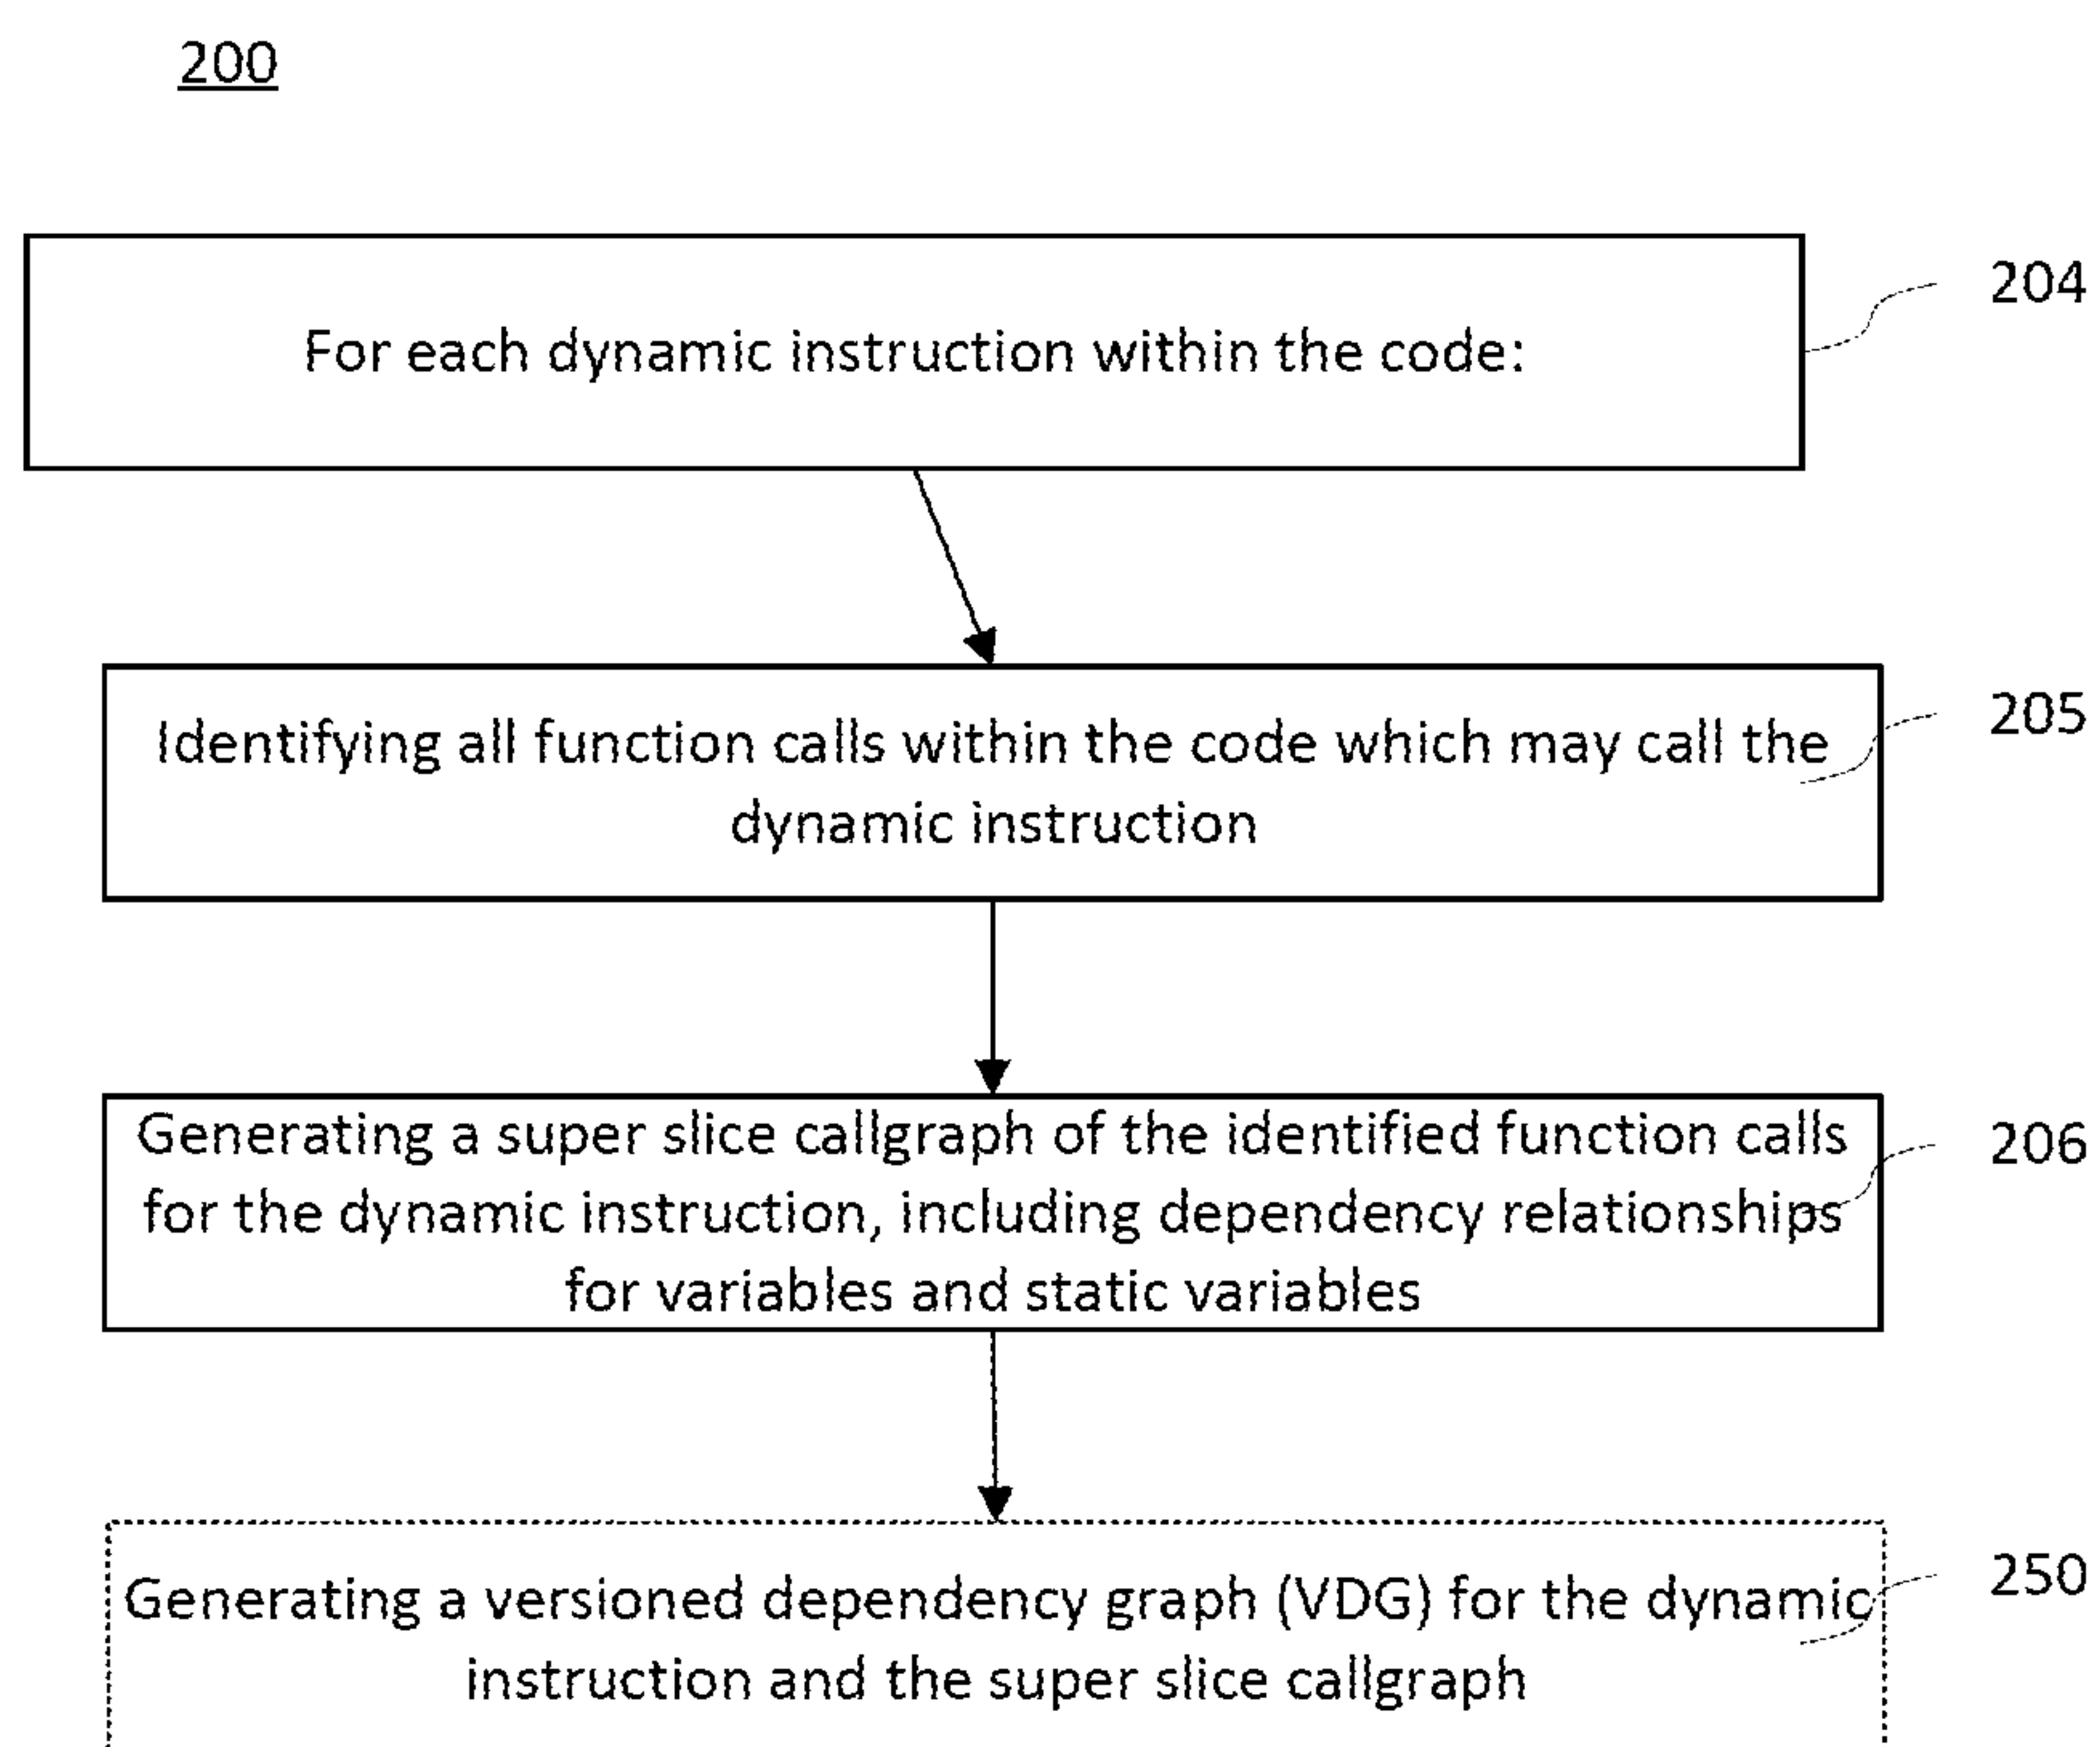 200
For each dynamic instruction within the code:
204
Identifying all function calls within the code which may call the
dynamic instruction
205
Generating a super slice callgraph of the identified function calls
for the dynamic instruction, including dependency relationships
for variables and static variables
206
Generating a versioned dependency graph (VDG) for the dynamic
instruction and the super slice callgraph
250